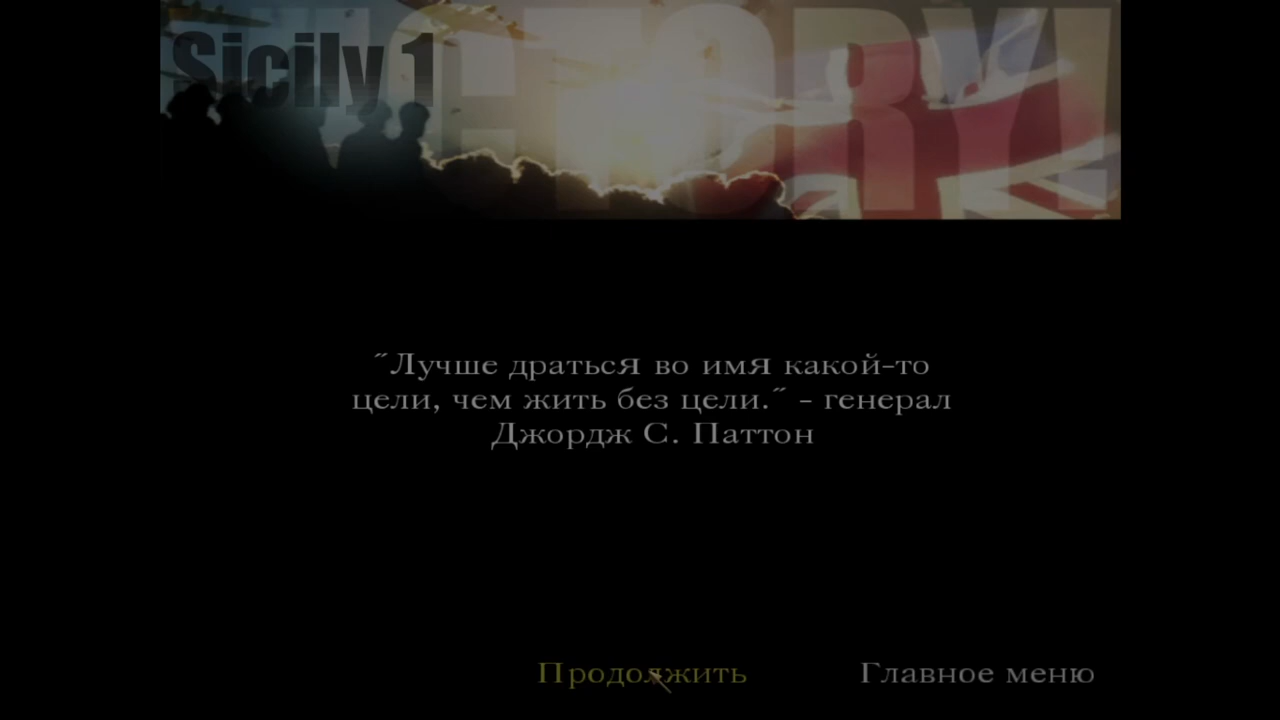 VICTORY!
Sicily 1
˝Лучше драться во имя какой-то
цели, чем жить без цели.˝ - генерал
Джордж С. Паттон
Продолжить
Главное меню